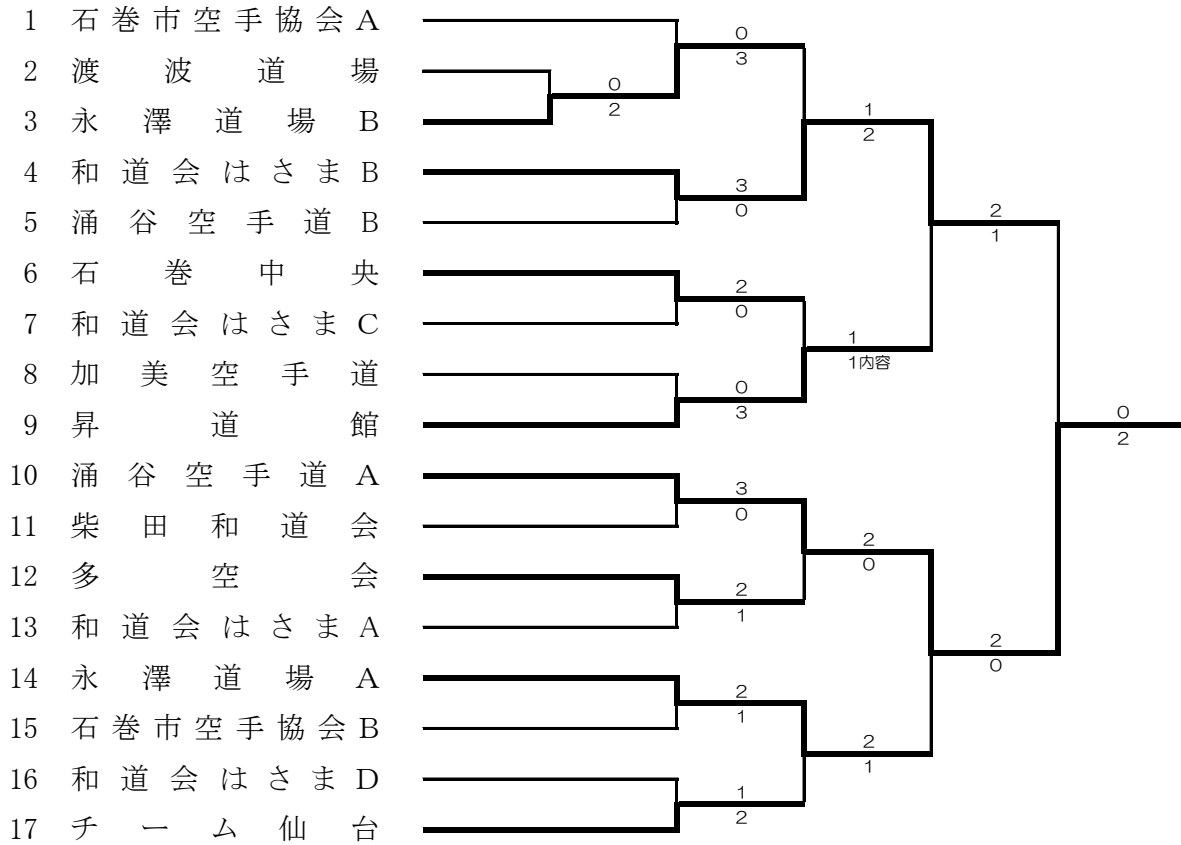 1 石巻市空手協会A
2 渡波道場
3 永澤道場B
4 和道会はさまB
5 涌谷空手道B
6 石巻中央
7 和道会はさまC
8 加美空手道
9 昇道館
10 涌谷空手道A
11 柴田和道会
12 多空会
13 和道会はさまA
14 永澤道場A
15 石巻市空手協会B
16 和道会はさまD
17 チーム仙台
0
2
0
3
3
0
2
0
0
3
3
0
2
1
2
1
1
2
1
2
1
1内容
2
0
2
1
2
1
2
0
0
2